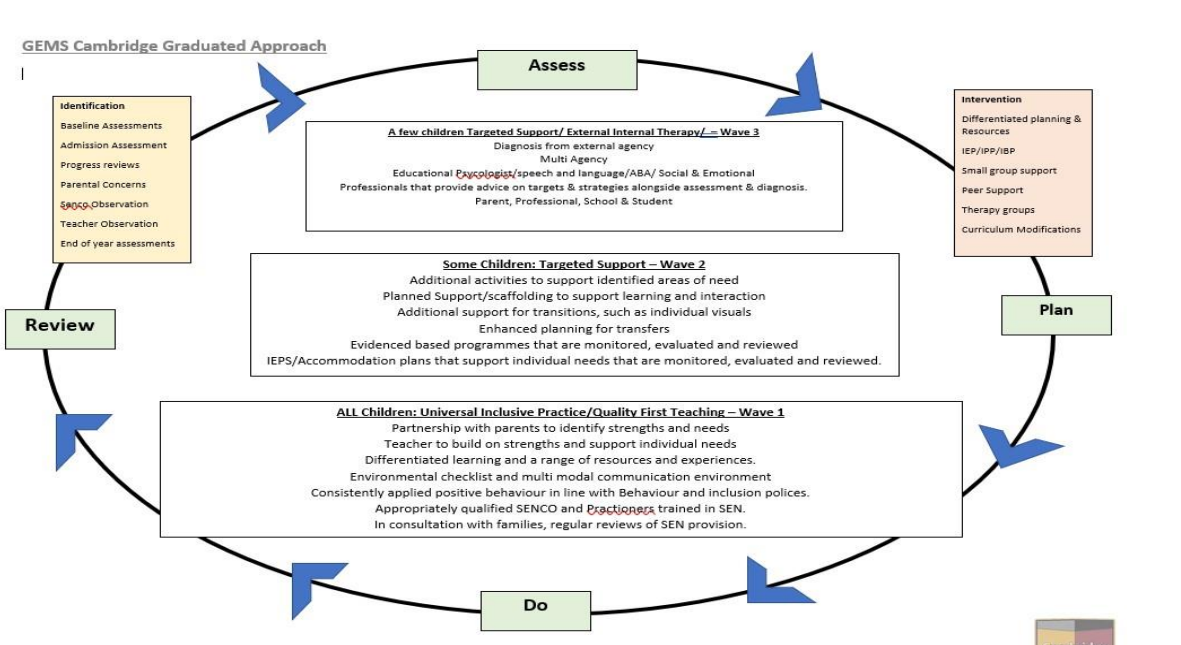 GEMS Cambridge Graduated Approach
Assess
Identification
Baseline Assessments
Admission Assessment
Progress reviews
Parental Concerns
Senco Observation
Teacher Observation
End of year assessments
A few children Targeted Support/ External Internal Therapy/ = Wave 3
Diagnosis from external agency
Multi Agency
Educational Psycologist/speech and language/ABA/ Social & Emotional
Professionals that provide advice on targets & strategies alongside assessment & diagnosis.
Parent, Professional, School & Student
Intervention
Differentiated planning &
Resources
IEP/IPP/IBP
Small group support
Peer Support
Therapy groups
Curriculum Modifications
Some Children: Targeted Support – Wave 2
Additional activities to support identified areas of need
Planned Support/scaffolding to support learning and interaction
Additional support for transitions, such as individual visuals
Enhanced planning for transfers
Evidenced based programmes that are monitored, evaluated and reviewed
IEPS/Accommodation plans that support individual needs that are monitored, evaluated and reviewed.
Review
Plan
ALL Children: Universal Inclusive Practice/Quality First Teaching – Wave 1
Partnership with parents to identify strengths and needs
Teacher to build on strengths and support individual needs
Differentiated learning and a range of resources and experiences.
Environmental checklist and multi modal communication environment
Consistently applied positive behaviour in line with Behaviour and inclusion polices.
Appropriately qualified SENCO and Practioners trained in SEN.
In consultation with families, regular reviews of SEN provision.
Do